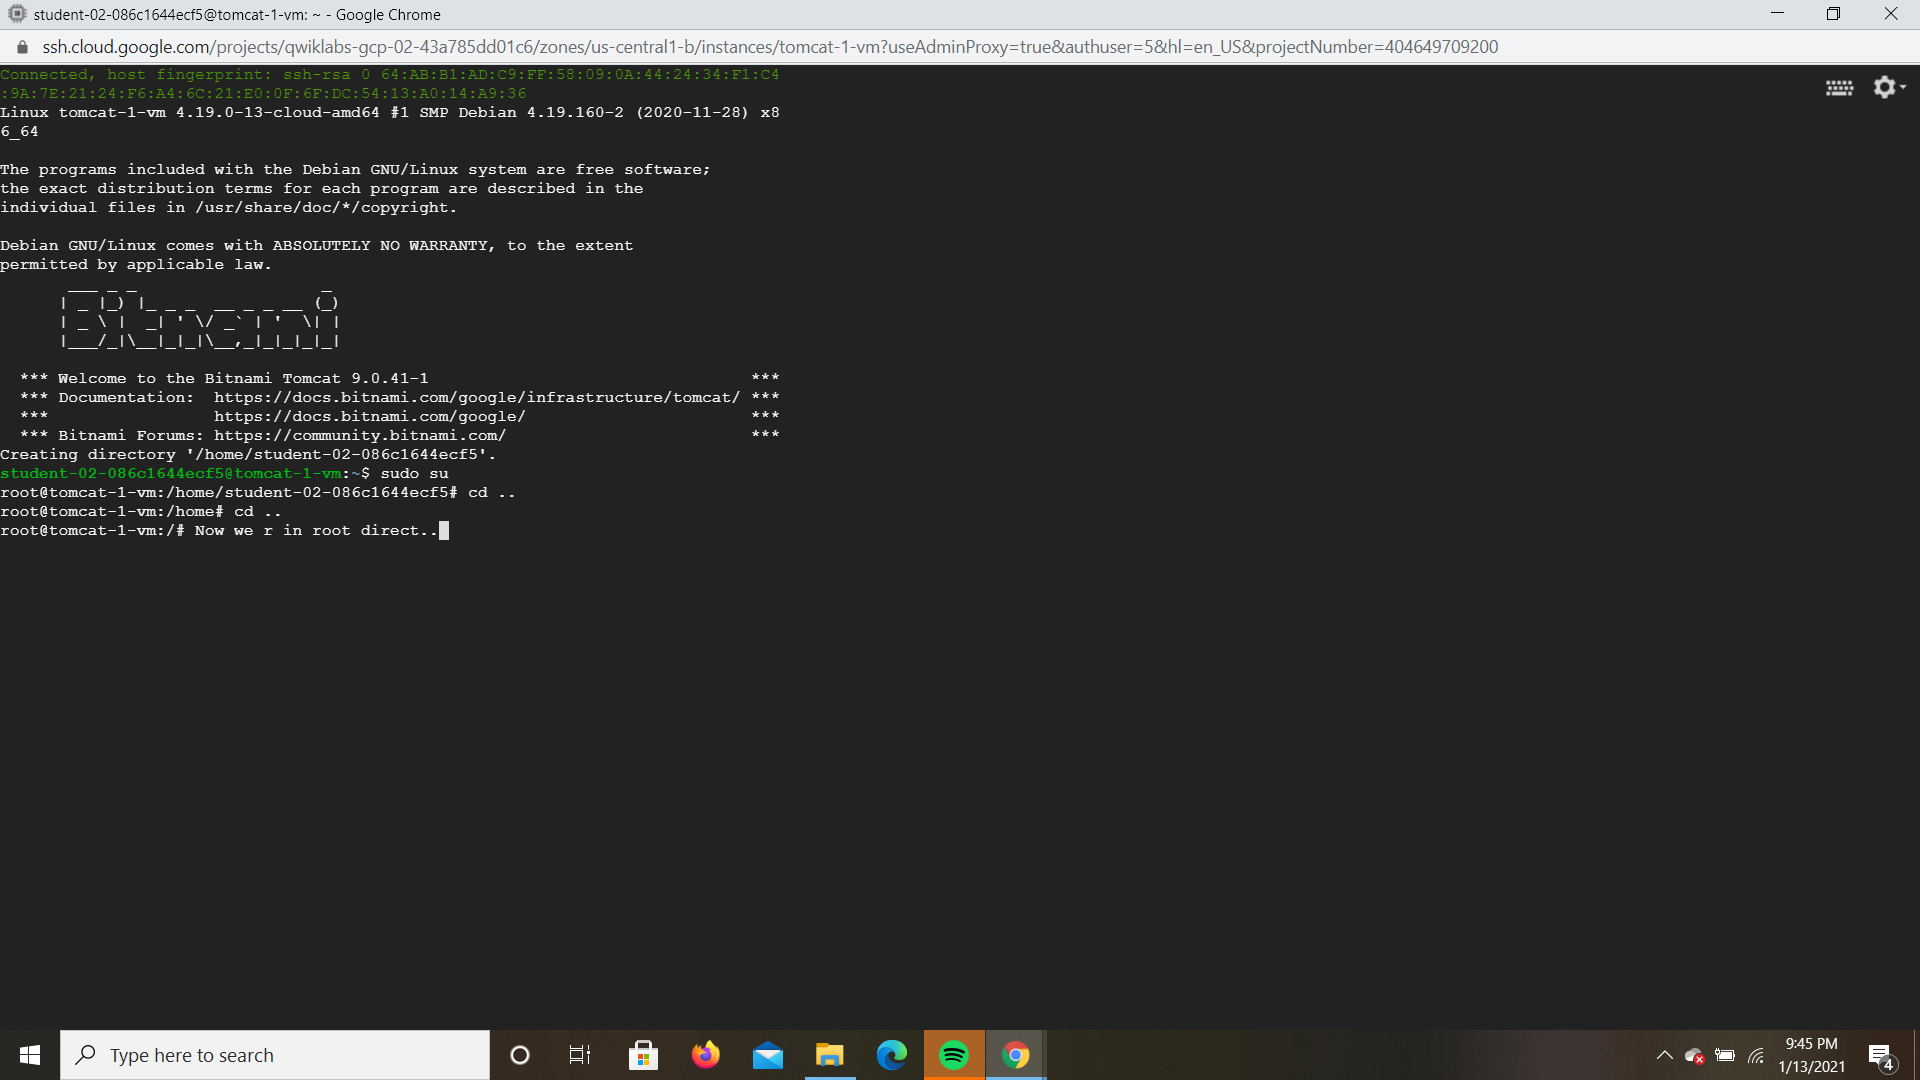 student-02-086c1644ecf5@tomcat-1-vm: ~ - Google Chrome
ssh.cloud.google.com/projects/qwiklabs-gcp-02-43a785dd01c6/zones/us-central1-b/instances/tomcat-1-vm?useAdminProxy=true&authuser=5&hl=en_US&projectNumber=404649709200
Connected, host fingerprint: ssh-rsa 0 64:AB:B1:AD:C9:FF:58:09:0A:44:24:34:F1:C4
:9A:7E:21:24:F6:A4:6C:21:E0:0F:6F:DC:54:13:A0:14:A9:36
Linux tomcat-1-vm 4.19.0-13-cloud-amd64 #1 SMP Debian 4.19.160-2 (2020-11-28) x8
6_64
The programs included with the Debian GNU/Linux system are free software;
the exact distribution terms for each program are described in the
individual files in /usr/share/doc/*/copyright.
Debian GNU/Linux comes with ABSOLUTELY NO WARRANTY, to the extent
permitted by applicable law.
Bitnami
*** Welcome to the Bitnami Tomcat 9.0.41-1 ***
*** Documentation: https://docs.bitnami.com/google/infrastructure/tomcat/ ***
*** https://docs.bitnami.com/google/ ***
*** Bitnami Forums: https://community.bitnami.com/ ***
Creating directory '/home/student-02-086c1644ecf5'.
student-02-086c1644ecf5@tomcat-1-vm:~$ sudo su
root@tomcat-1-vm:/home/student-02-086c1644ecf5# cd ..
root@tomcat-1-vm:/home# cd ..
root@tomcat-1-vm:/# Now we r in root direct..
Type here to search
9:45 PM
1/13/2021
4